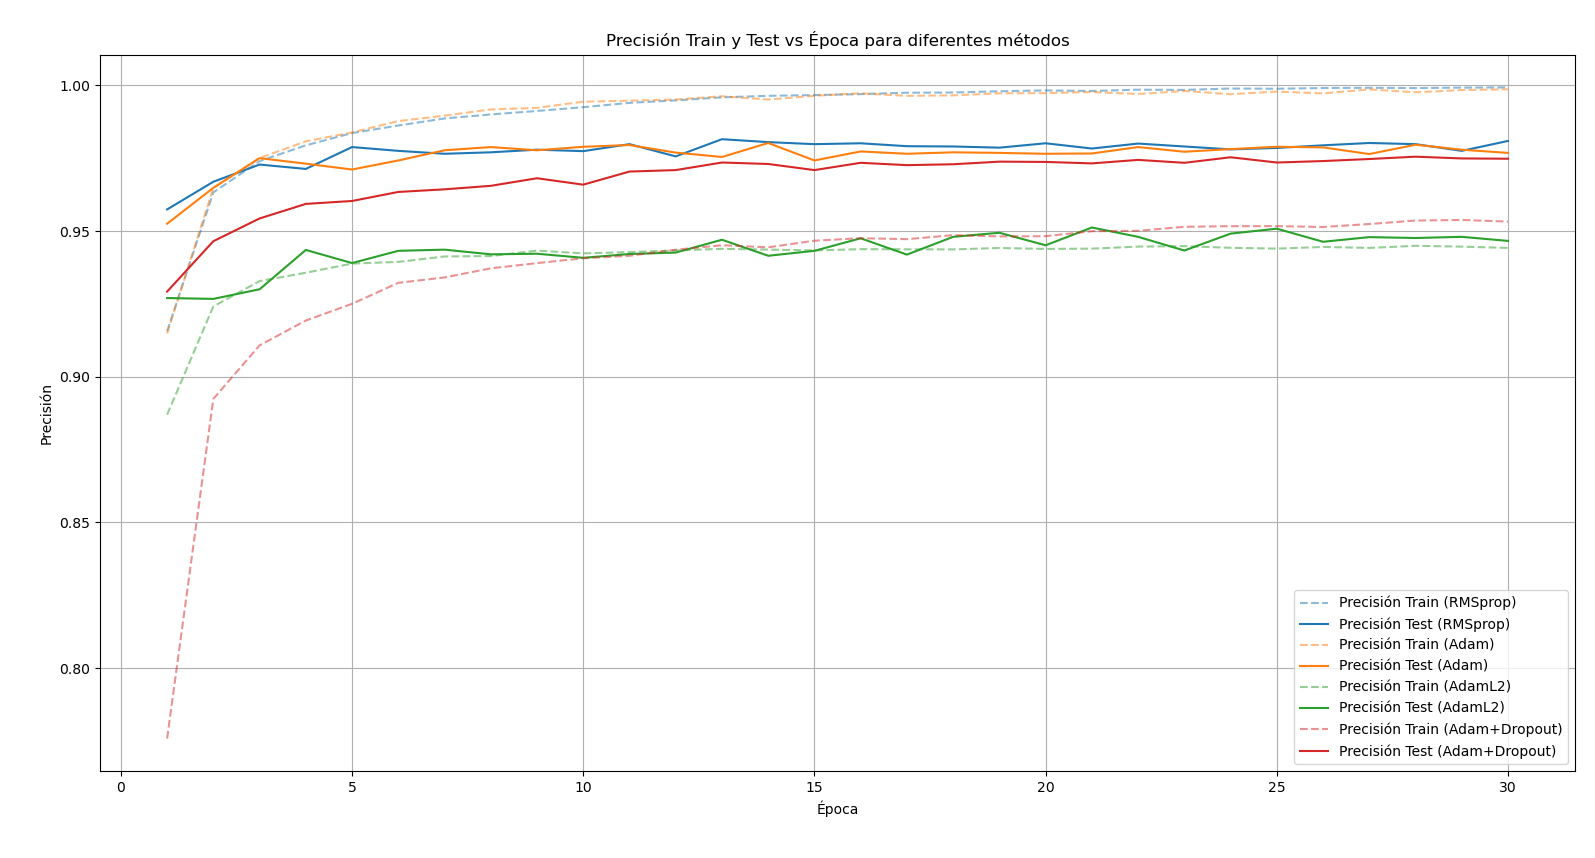 Precisión Train y Test vs Época para diferentes métodos
Precisión
1.00
0.95
0.90
0.85
0.80
0
5
10
15
20
25
30
Época
Precisión Train (RMSprop)
Precisión Test (RMSprop)
Precisión Train (Adam)
Precisión Test (Adam)
Precisión Train (AdamL2)
Precisión Test (AdamL2)
Precisión Train (Adam+Dropout)
Precisión Test (Adam+Dropout)